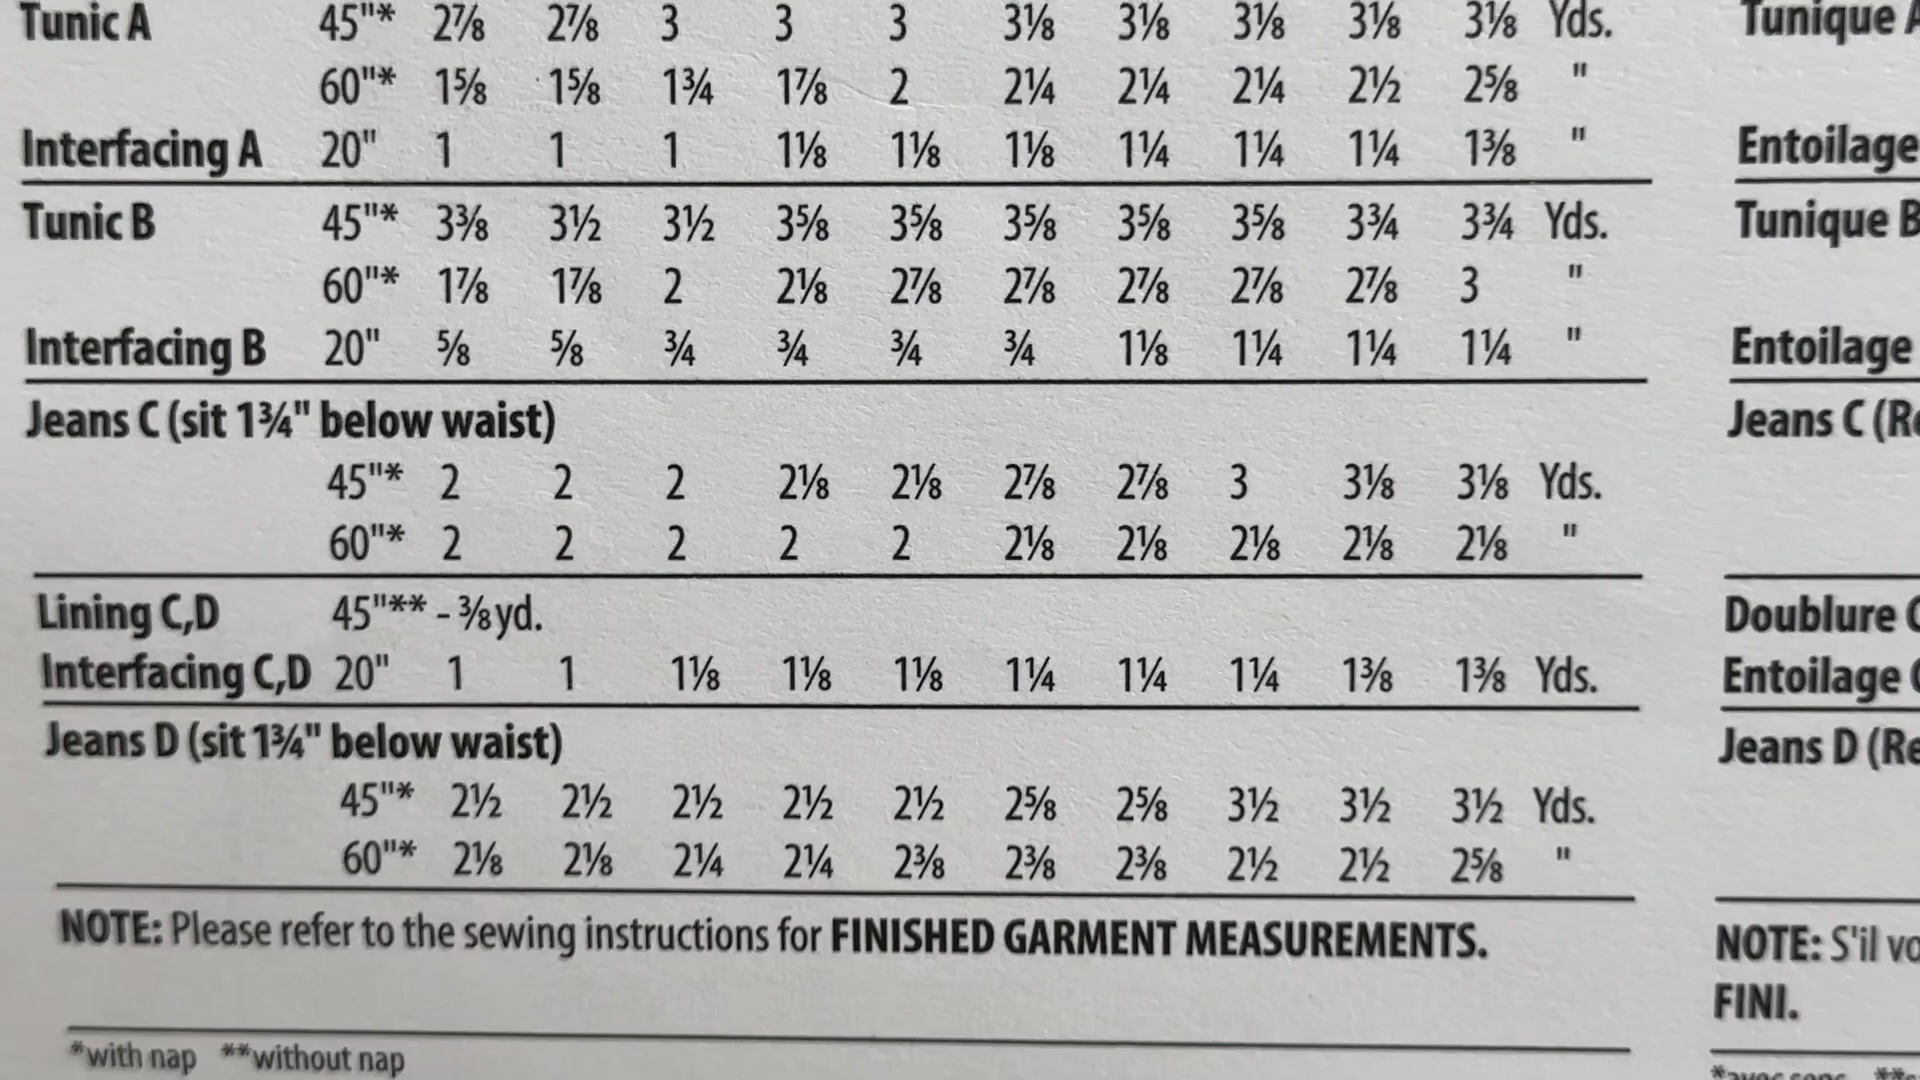 Tunic A 45"* 2⅞ 2⅞ 3 3 3 3⅛ 3⅛ 3⅛ 3⅛ 3⅛ Yds.
60"* 1⅝ 1⅝ 1¾ 1⅞ 2 2¼ 2¼ 2¼ 2½ 2⅝ "
Interfacing A 20" 1 1 1 1⅛ 1⅛ 1⅛ 1¼ 1¼ 1¼ 1⅜ "
Tunic B 45"* 3⅜ 3½ 3½ 3⅝ 3⅝ 3⅝ 3⅝ 3⅝ 3¾ 3¾ Yds.
60"* 1⅞ 1⅞ 2 2⅛ 2⅞ 2⅞ 2⅞ 2⅞ 2⅞ 3 "
Interfacing B 20" ⅝ ⅝ ¾ ¾ ¾ ¾ 1⅛ 1¼ 1¼ 1¼ "
Jeans C (sit 1¾" below waist)
45"* 2 2 2 2⅛ 2⅛ 2⅞ 2⅞ 3 3⅛ 3⅛ Yds.
60"* 2 2 2 2 2 2⅛ 2⅛ 2⅛ 2⅛ 2⅛ "
Lining C,D 45"** - ⅜ yd.
Interfacing C,D 20" 1 1 1⅛ 1⅛ 1⅛ 1¼ 1¼ 1¼ 1⅜ 1⅜ Yds.
Jeans D (sit 1¾" below waist)
45"* 2½ 2½ 2½ 2½ 2½ 2⅝ 2⅝ 3½ 3½ 3½ Yds.
60"* 2⅛ 2⅛ 2¼ 2¼ 2⅜ 2⅜ 2⅜ 2½ 2½ 2⅝ "
NOTE: Please refer to the sewing instructions for FINISHED GARMENT MEASUREMENTS.
*with nap **without nap
Tunique A
Entoilage
Tunique B
Entoilage
Jeans C (Re
Doublure C
Entoilage C
Jeans D (Re
NOTE: S'il vo
FINI.